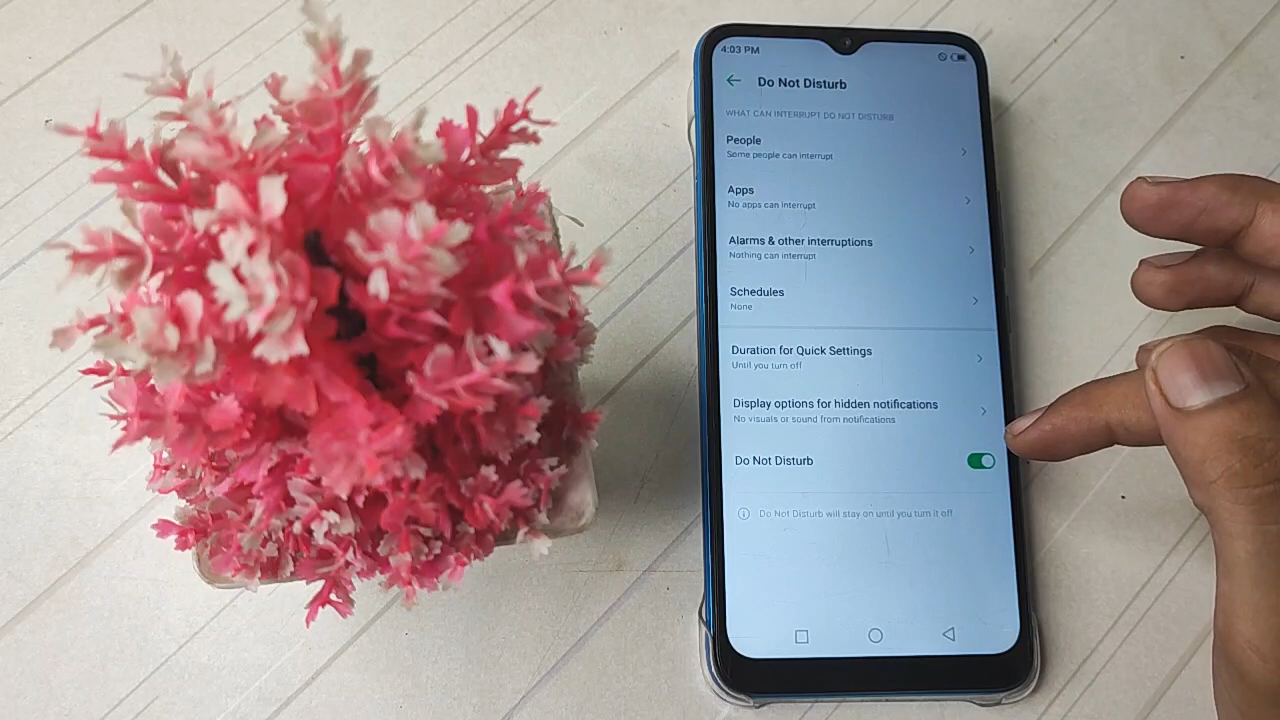 4:03 PM
Do Not Disturb
WHAT CAN INTERRUPT DO NOT DISTURB
People
Some people can interrupt
Apps
No apps can interrupt
Alarms & other interruptions
Nothing can interrupt
Schedules
None
Duration for Quick Settings
Until you turn off
Display options for hidden notifications
No visuals or sound from notifications
Do Not Disturb
Do Not Disturb will stay on until you turn it off